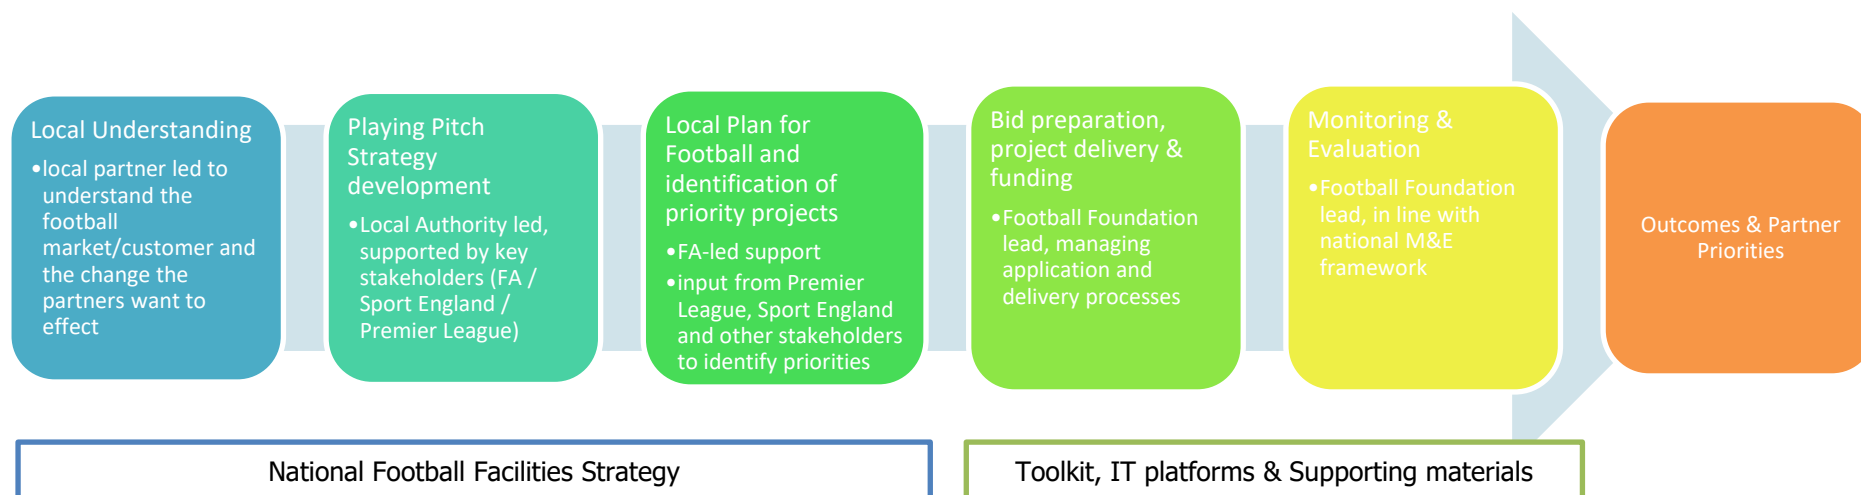 Local Understanding
•local partner led to
understand the
football
market/customer and
the change the
partners want to
effect
Playing Pitch
Strategy
development
•Local Authority led,
supported by key
stakeholders (FA /
Sport England /
Premier League)
Local Plan for
Football and
identification of
priority projects
•FA-led support
•input from Premier
League, Sport England
and other stakeholders
to identify priorities
Bid preparation,
project delivery &
funding
•Football Foundation
lead, managing
application and
delivery processes
Monitoring &
Evaluation
•Football Foundation
lead, in line with
national M&E
framework
Outcomes & Partner
Priorities
National Football Facilities Strategy
Toolkit, IT platforms & Supporting materials